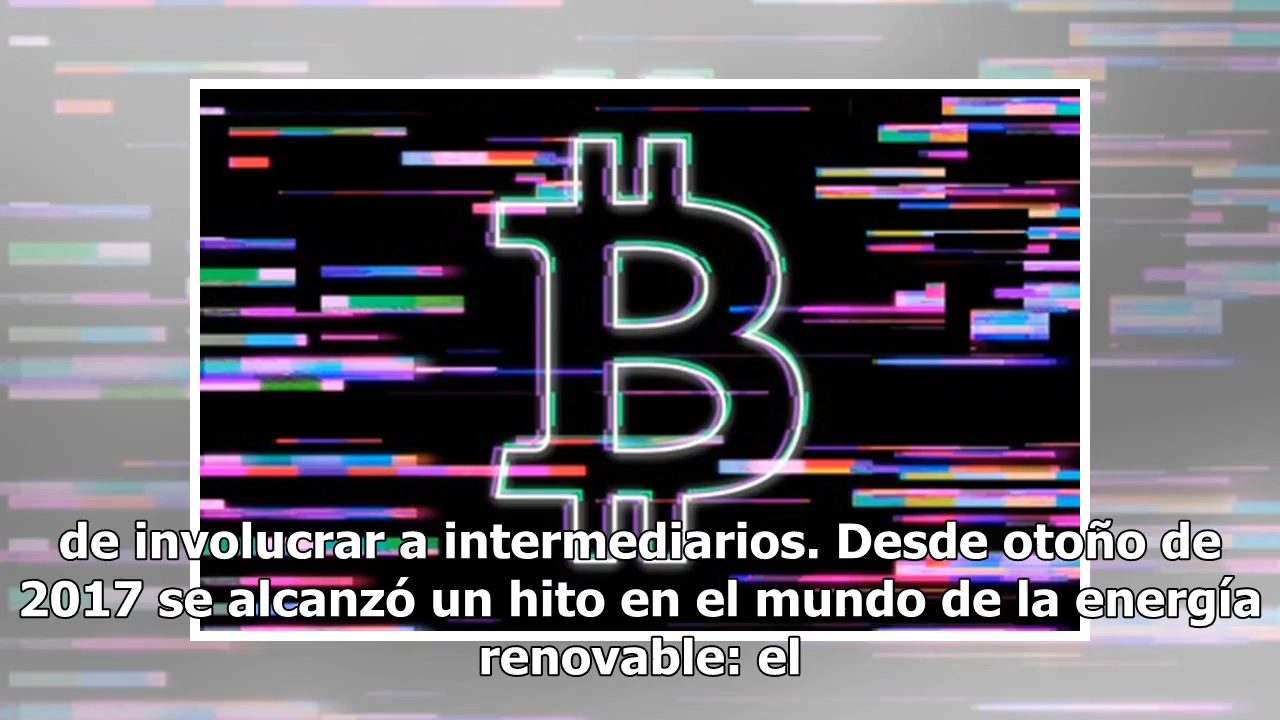 de involucrar a intermediarios. Desde otoño de
2017 se alcanzó un hito en el mundo de la energía
renovable: el